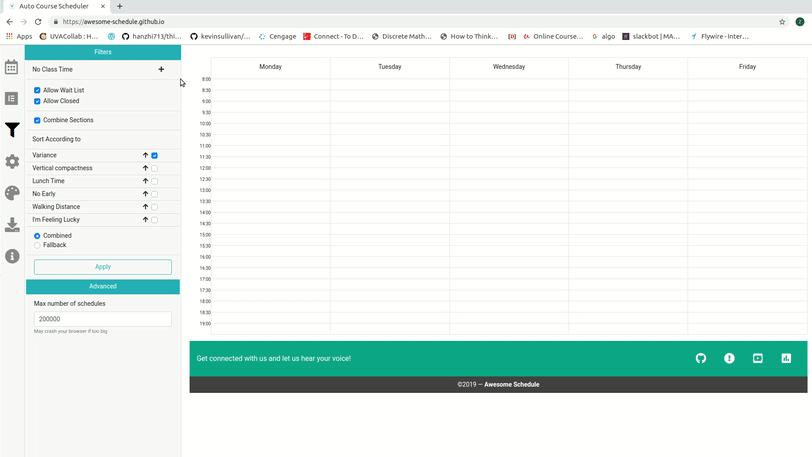 Auto Course Scheduler
https://awesome-schedule.github.io
Apps UVACollab : H... hanzhi713/thi... kevinsullivan/... Cengage Connect - To D... Discrete Math... How to Think... Online Course... algo slackbot | MA... Flywire - Inter...
Filters
No Class Time
Allow Wait List
Allow Closed
Combine Sections
Sort According to
Variance
Vertical compactness
Lunch Time
No Early
Walking Distance
I'm Feeling Lucky
Combined
Fallback
Apply
Advanced
Max number of schedules
200000
May crash your browser if too big
Monday Tuesday Wednesday Thursday Friday
8:00
8:30
9:00
9:30
10:00
10:30
11:00
11:30
12:00
12:30
13:00
13:30
14:00
14:30
15:00
15:30
16:00
16:30
17:00
17:30
18:00
18:30
19:00
Get connected with us and let us hear your voice!
©2019 — Awesome Schedule